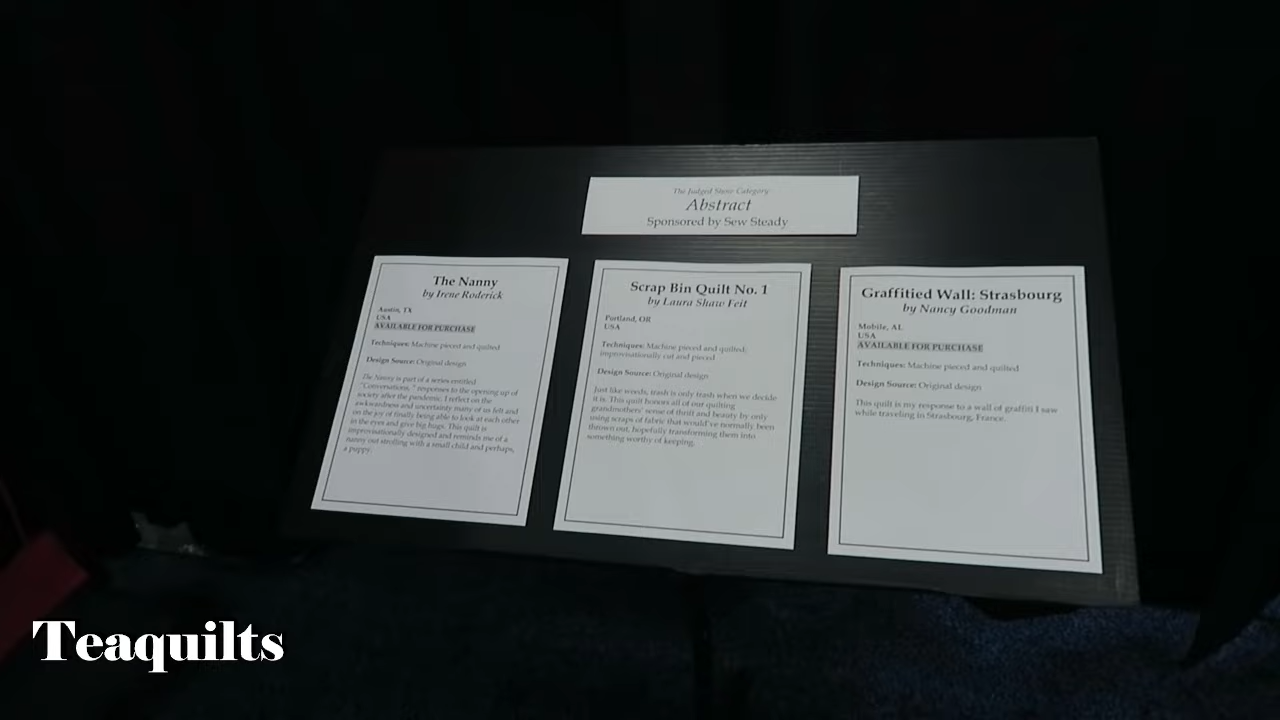 The Judged Show Category:
Abstract
Sponsored by Sew Steady
The Nanny
by Irene Roderick
Austin, TX
USA
AVAILABLE FOR PURCHASE
Techniques: Machine pieced and quilted
Design Source: Original design
The Nanny is part of a series entitled
"Conversations," responses to the opening up of
society after the pandemic. I reflect on the
awkwardness and uncertainty many of us felt and
on the joy of finally being able to look at each other
in the eyes and give big hugs. This quilt is
improvisationally designed and reminds me of a
nanny out strolling with a small child and perhaps,
a puppy.
Scrap Bin Quilt No. 1
by Laura Shaw Feit
Portland, OR
USA
Techniques: Machine pieced and quilted;
improvisationally cut and pieced
Design Source: Original design
Just like weeds, trash is only trash when we decide
it is. This quilt honors all of our quilting
grandmothers' sense of thrift and beauty by only
using scraps of fabric that would've normally been
thrown out, hopefully transforming them into
something worthy of keeping.
Graffitied Wall: Strasbourg
by Nancy Goodman
Mobile, AL
USA
AVAILABLE FOR PURCHASE
Techniques: Machine pieced and quilted
Design Source: Original design
This quilt is my response to a wall of graffiti I saw
while traveling in Strasbourg, France.
Teaquilts